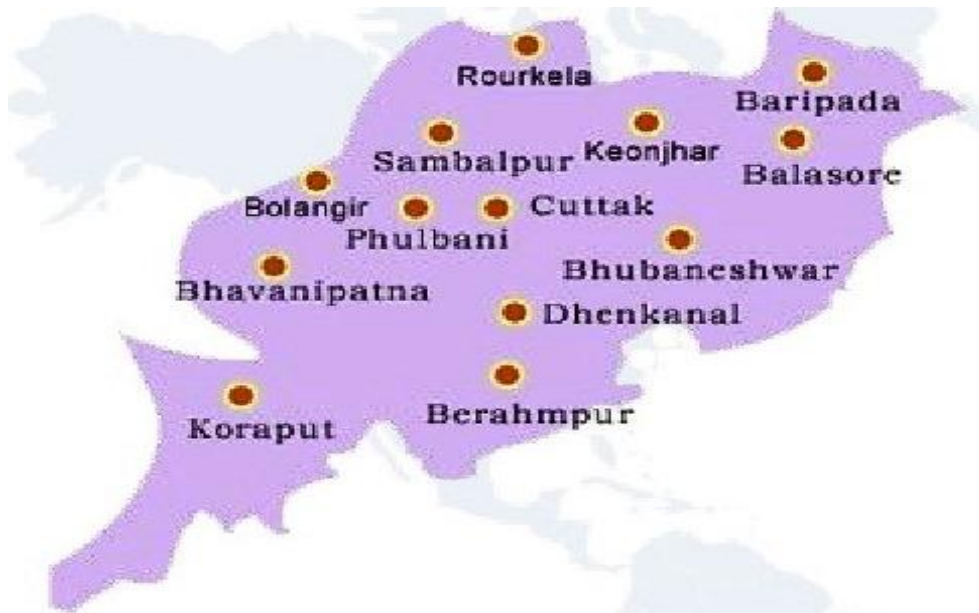 Rourkela
Baripada
Sambalpur
Keonjhar
Balasore
Bolangir
Phulbani
Cuttak
Bhubaneshwar
Bhavanipatna
Dhenkanal
Koraput
Berahmpur